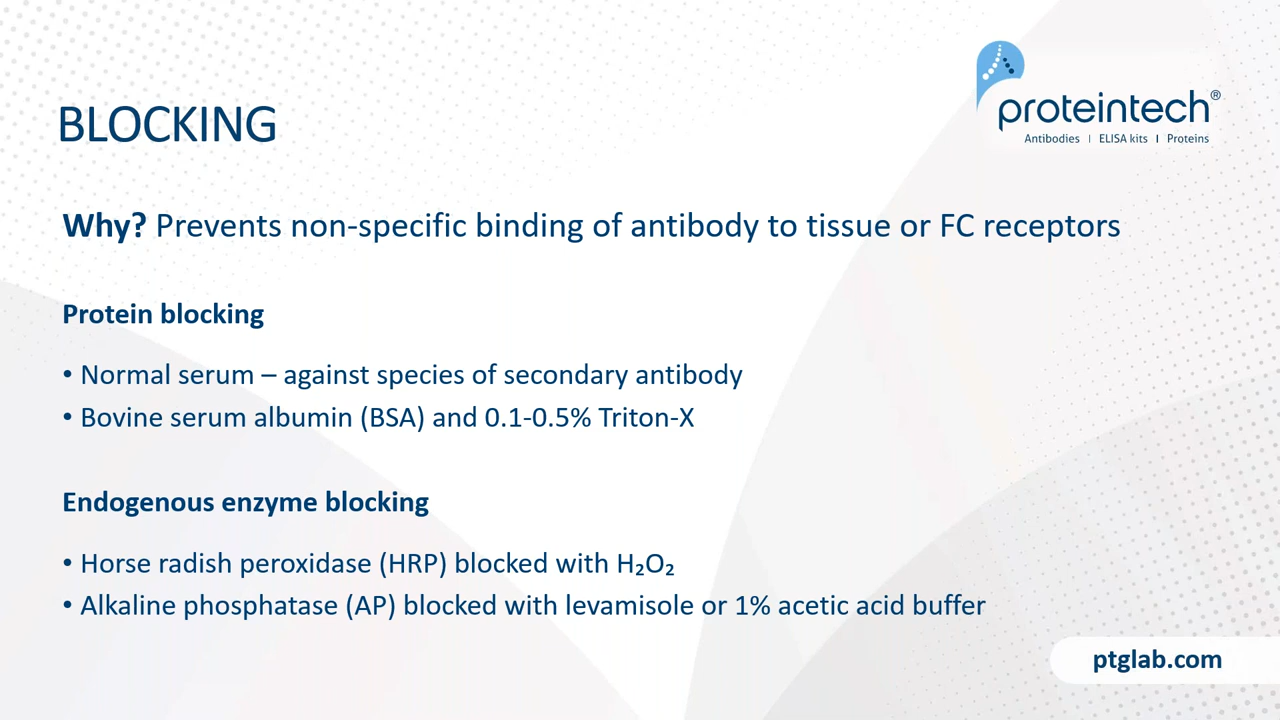 proteintech®
Antibodies | ELISA kits | Proteins
BLOCKING
Why? Prevents non-specific binding of antibody to tissue or FC receptors
Protein blocking
• Normal serum – against species of secondary antibody
• Bovine serum albumin (BSA) and 0.1-0.5% Triton-X
Endogenous enzyme blocking
• Horse radish peroxidase (HRP) blocked with H₂O₂
• Alkaline phosphatase (AP) blocked with levamisole or 1% acetic acid buffer
ptglab.com